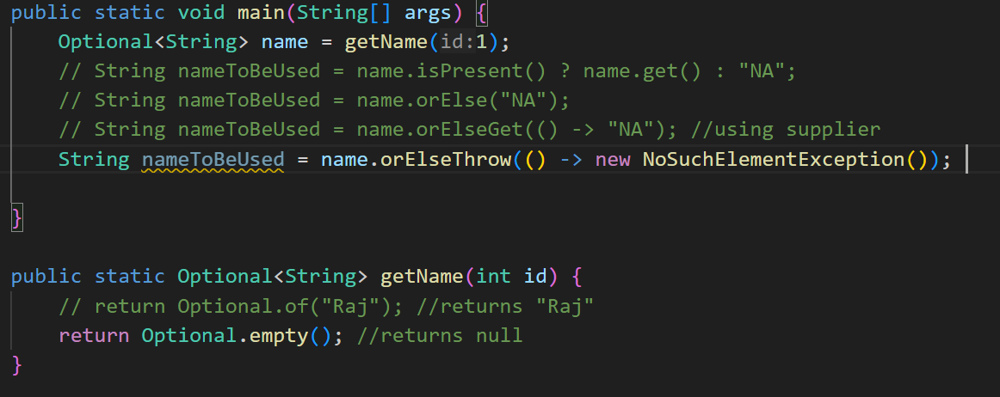 public static void main(String[] args) {
Optional<String> name = getName(id:1);
// String nameToBeUsed = name.isPresent() ? name.get() : "NA";
// String nameToBeUsed = name.orElse("NA");
// String nameToBeUsed = name.orElseGet(() -> "NA"); //using supplier
String nameToBeUsed = name.orElseThrow(() -> new NoSuchElementException());
}
public static Optional<String> getName(int id) {
// return Optional.of("Raj"); //returns "Raj"
return Optional.empty(); //returns null
}